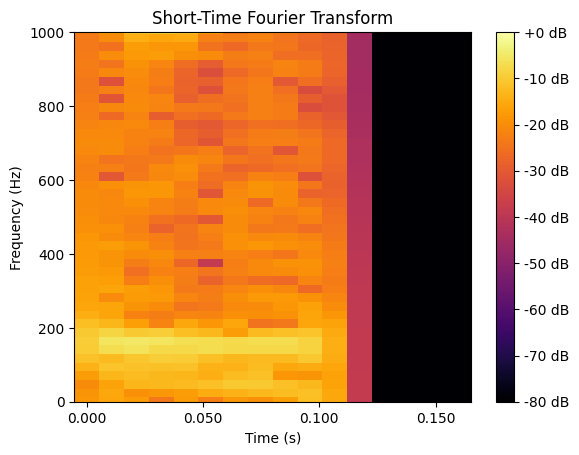 Short-Time Fourier Transform
1000
800
600
400
200
0
Frequency (Hz)
0.000
0.050
0.100
0.150
Time (s)
+0 dB
-10 dB
-20 dB
-30 dB
-40 dB
-50 dB
-60 dB
-70 dB
-80 dB